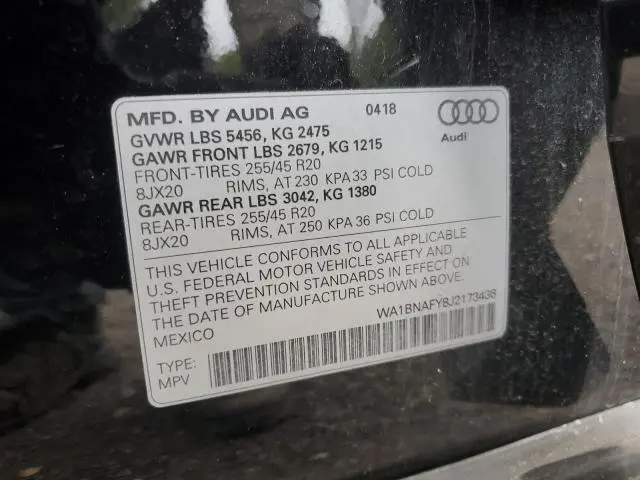 MFD. BY AUDI AG 0418
GVWR LBS 5456, KG 2475
GAWR FRONT LBS 2679, KG 1215
FRONT-TIRES 255/45 R20
8JX20 RIMS, AT 230 KPA 33 PSI COLD
GAWR REAR LBS 3042, KG 1380
REAR-TIRES 255/45 R20
8JX20 RIMS, AT 250 KPA 36 PSI COLD
Audi
THIS VEHICLE CONFORMS TO ALL APPLICABLE
U.S. FEDERAL MOTOR VEHICLE SAFETY AND
THEFT PREVENTION STANDARDS IN EFFECT ON
THE DATE OF MANUFACTURE SHOWN ABOVE.
MEXICO WA1BNAFY8J2173438
TYPE:
MPV